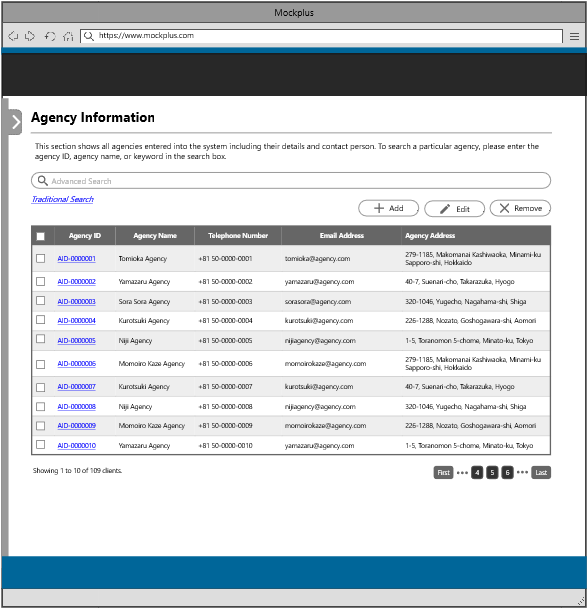 Mockplus
https://www.mockplus.com
Agency Information
This section shows all agencies entered into the system including their details and contact person. To search a particular agency, please enter the
agency ID, agency name, or keyword in the search box.
Advanced Search
Traditional Search
Add Edit Remove
Agency ID Agency Name Telephone Number Email Address Agency Address
AID-0000001 Tomioka Agency +81 50-0000-0001 tomioka@agency.com 279-1185, Makomanai Kashiwaoka, Minami-ku
Sapporo-shi, Hokkaido
AID-0000002 Yamazaru Agency +81 50-0000-0002 yamazaru@agency.com 40-7, Suenari-cho, Takarazuka, Hyogo
AID-0000003 Sora Sora Agency +81 50-0000-0003 sorasora@agency.com 320-1046, Yugecho, Nagahama-shi, Shiga
AID-0000004 Kurotsuki Agency +81 50-0000-0004 kurotsuki@agency.com 226-1288, Nozato, Goshogawara-shi, Aomori
AID-0000005 Niji Agency +81 50-0000-0005 nijiagency@agency.com 1-5, Toranomon 5-chome, Minato-ku, Tokyo
AID-0000006 Momoiro Kaze Agency +81 50-0000-0006 momoirokaze@agency.com 279-1185, Makomanai Kashiwaoka, Minami-ku
Sapporo-shi, Hokkaido
AID-0000007 Kurotsuki Agency +81 50-0000-0007 kurotsuki@agency.com 40-7, Suenari-cho, Takarazuka, Hyogo
AID-0000008 Niji Agency +81 50-0000-0008 nijiagency@agency.com 320-1046, Yugecho, Nagahama-shi, Shiga
AID-0000009 Momoiro Kaze Agency +81 50-0000-0009 momoirokaze@agency.com 226-1288, Nozato, Goshogawara-shi, Aomori
AID-0000010 Yamazaru Agency +81 50-0000-0010 yamazaru@agency.com 1-5, Toranomon 5-chome, Minato-ku, Tokyo
Showing 1 to 10 of 109 clients. First ••• 4 5 6 ••• Last